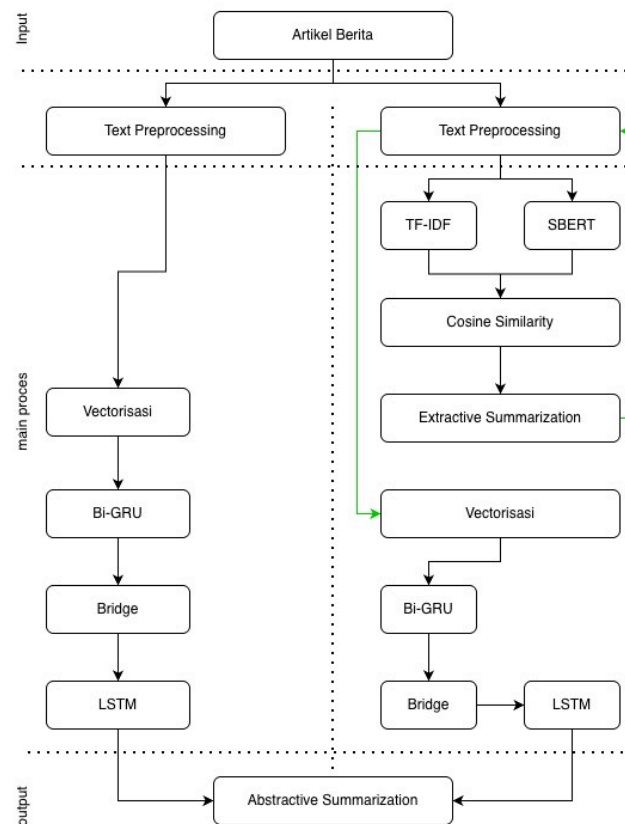 Input
Artikel Berita
Text Preprocessing
Text Preprocessing
TF-IDF
SBERT
Cosine Similarity
main proces
Vectorisasi
Extractive Summarization
Bi-GRU
Vectorisasi
Bridge
Bi-GRU
LSTM
Bridge
LSTM
output
Abstractive Summarization